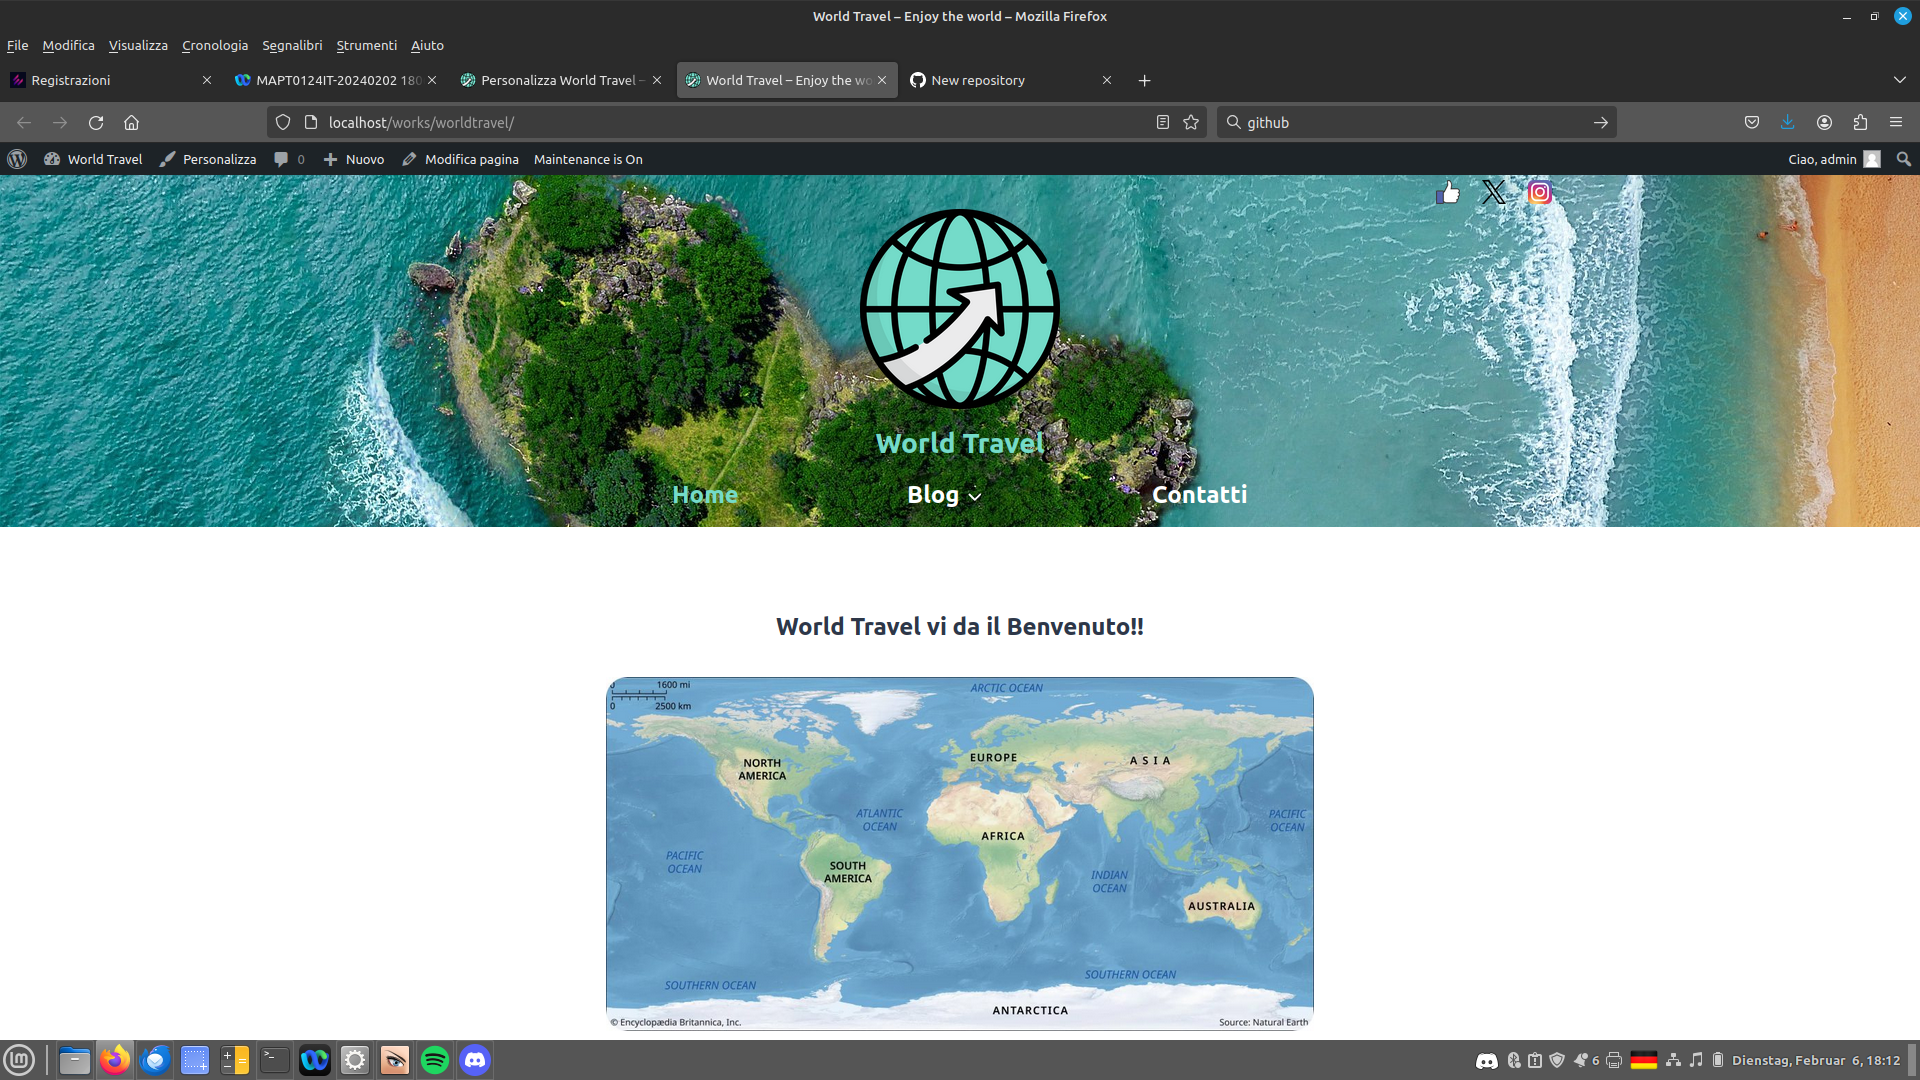 World Travel – Enjoy the world – Mozilla Firefox
File Modifica Visualizza Cronologia Segnalibri Strumenti Aiuto
Registrazioni MAPT0124IT-20240202 180 Personalizza World Travel – World Travel – Enjoy the wo New repository
localhost/works/worldtravel/ github
World Travel Personalizza 0 Nuovo Modifica pagina Maintenance is On Ciao, admin
World Travel
Home Blog Contatti
World Travel vi da il Benvenuto!!
0 1600 mi
0 2500 km
ARCTIC OCEAN
NORTH
AMERICA
EUROPE
ASIA
ATLANTIC
OCEAN
PACIFIC
OCEAN
AFRICA
PACIFIC
OCEAN
SOUTH
AMERICA
INDIAN
OCEAN
AUSTRALIA
SOUTHERN OCEAN
SOUTHERN OCEAN
ANTARCTICA
© Encyclopædia Britannica, Inc. Source: Natural Earth
lm 6 Dienstag, Februar 6, 18:12